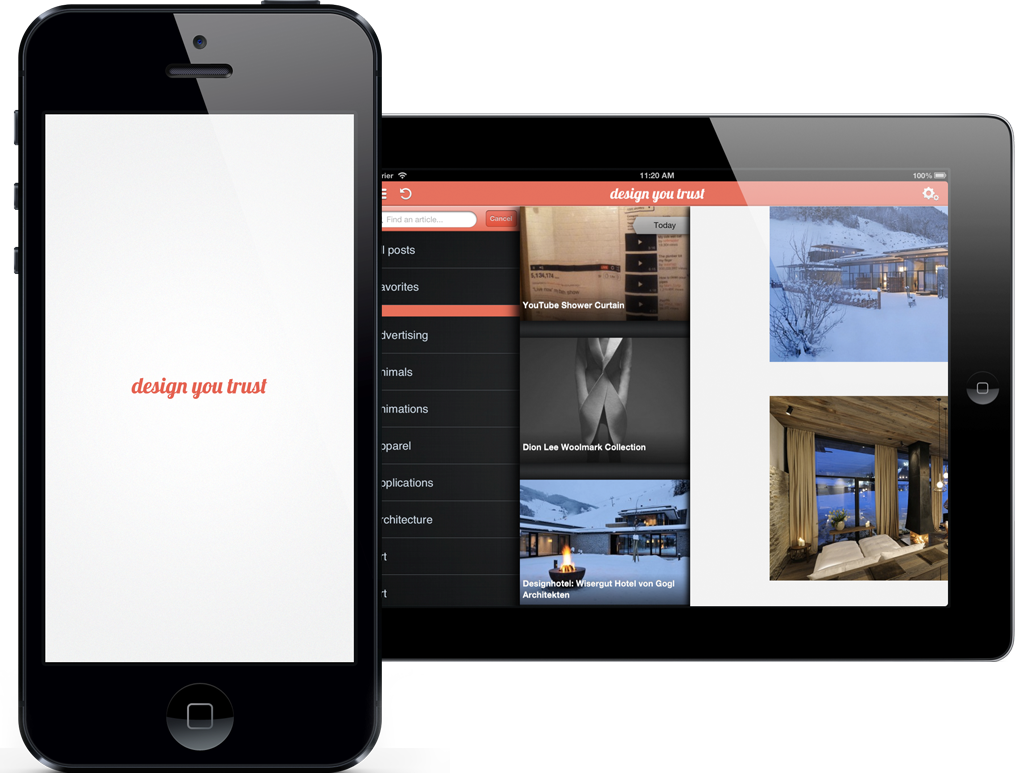 design you trust
rier
11:20 AM
100%
design you trust
Find an article...
Cancel
l posts
avorites
dvertising
nimals
nimations
pparel
pplications
rchitecture
rt
rt
Today
YouTube Shower Curtain
Dion Lee Woolmark Collection
Designhotel: Wisergut Hotel von Gogl
Architekten